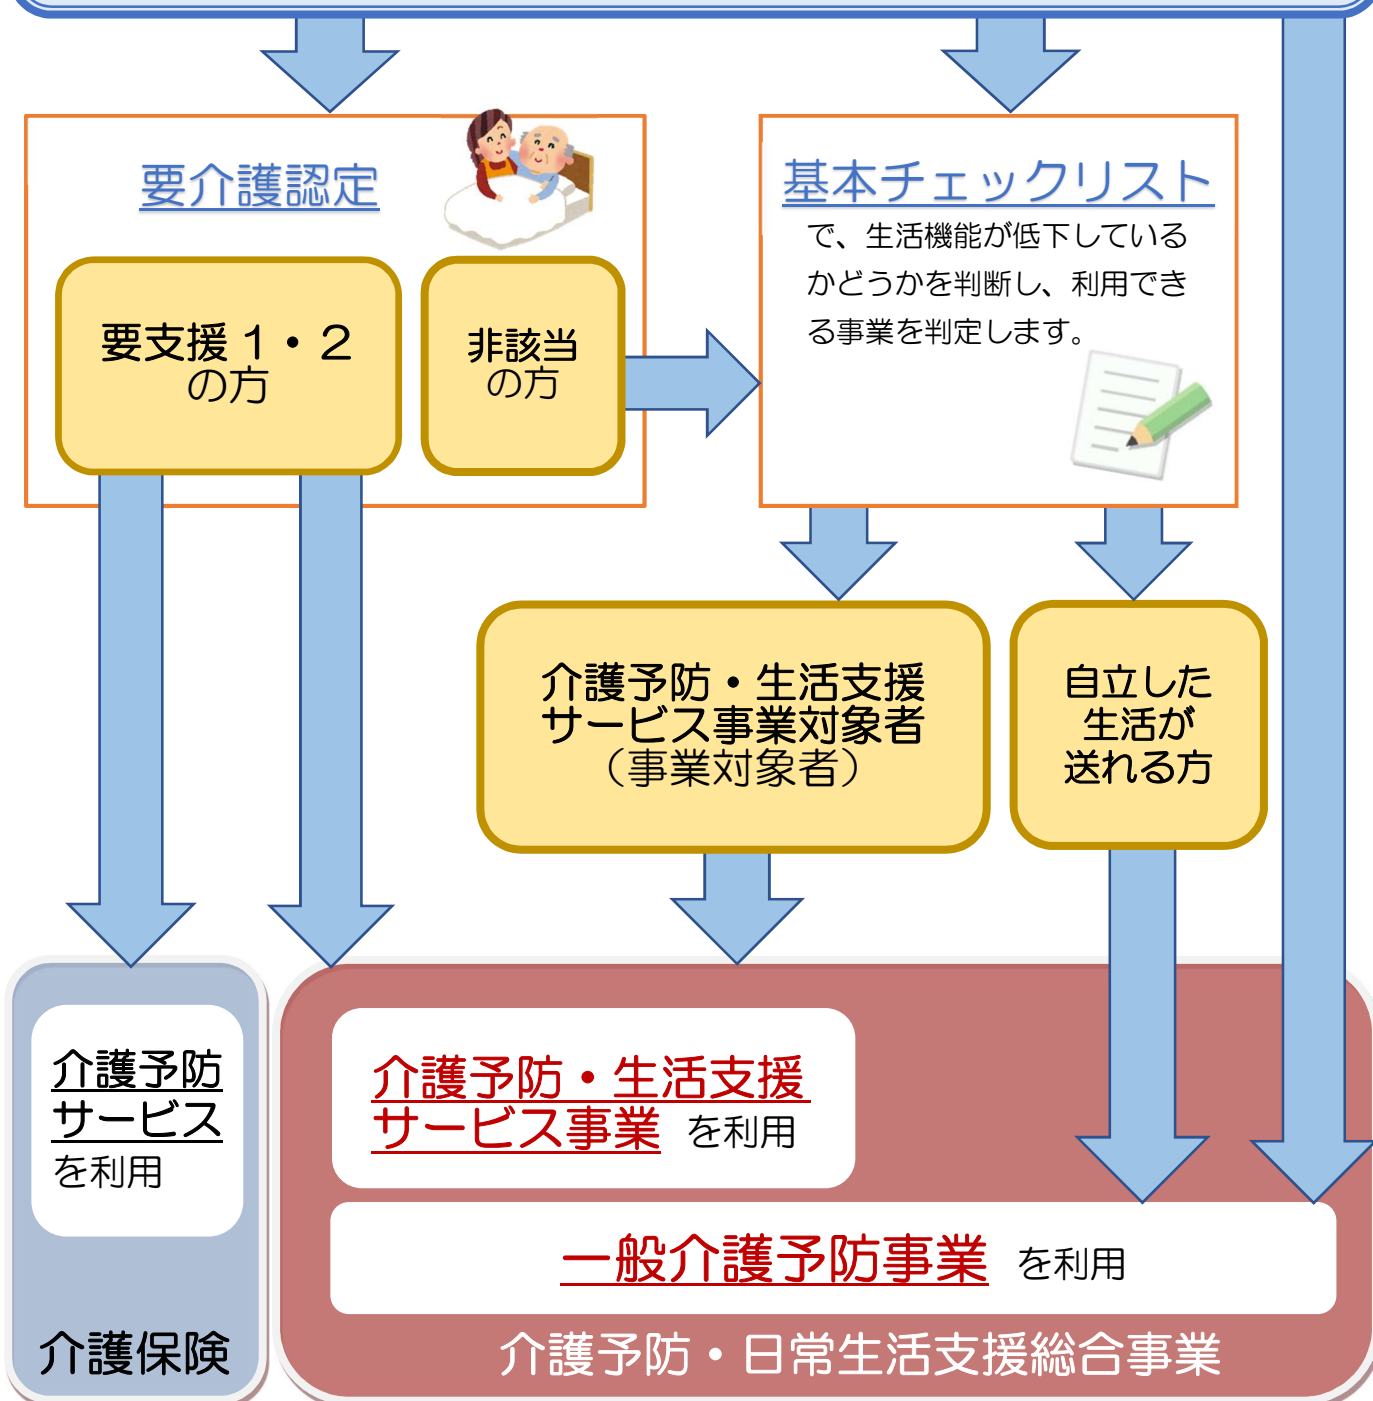 要介護認定
要支援１・２
の方
非該当
の方
基本チェックリスト
で、生活機能が低下している
かどうかを判断し、利用でき
る事業を判定します。
介護予防・生活支援
サービス事業対象者
（事業対象者）
自立した
生活が
送れる方
介護予防
サービス
を利用
介護保険
介護予防・生活支援
サービス事業 を利用
一般介護予防事業 を利用
介護予防・日常生活支援総合事業